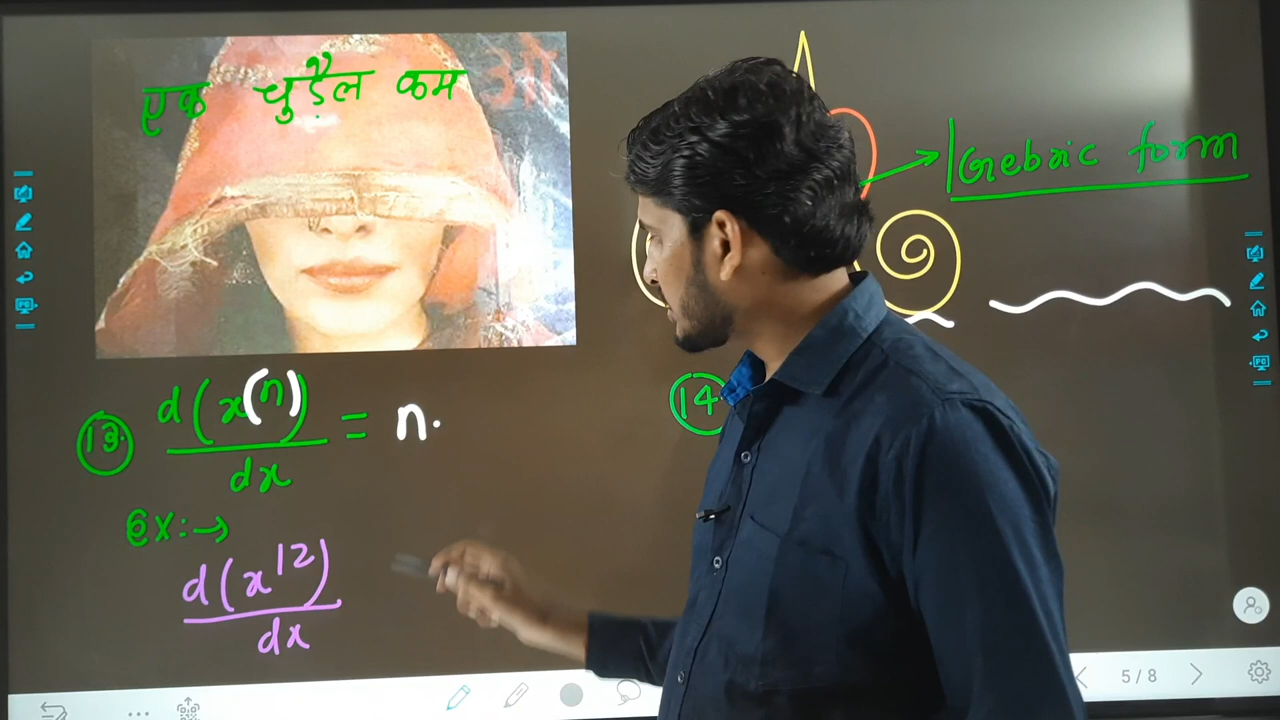 एक चुड़ैल कम
ओ
Gebric form
13 d(x(n))/dx = n.
14
ex:→
d(x^12)/dx
5 / 8